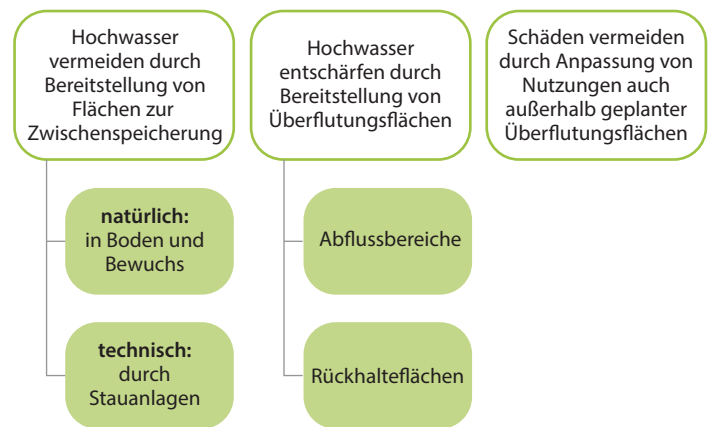 Hochwasser
vermeiden durch
Bereitstellung von
Flächen zur
Zwischenspeicherung
natürlich:
in Boden und
Bewuchs
technisch:
durch
Stauanlagen
Hochwasser
entschärfen durch
Bereitstellung von
Überflutungsflächen
Abflussbereiche
Rückhalteflächen
Schäden vermeiden
durch Anpassung von
Nutzungen auch
außerhalb geplanter
Überflutungsflächen